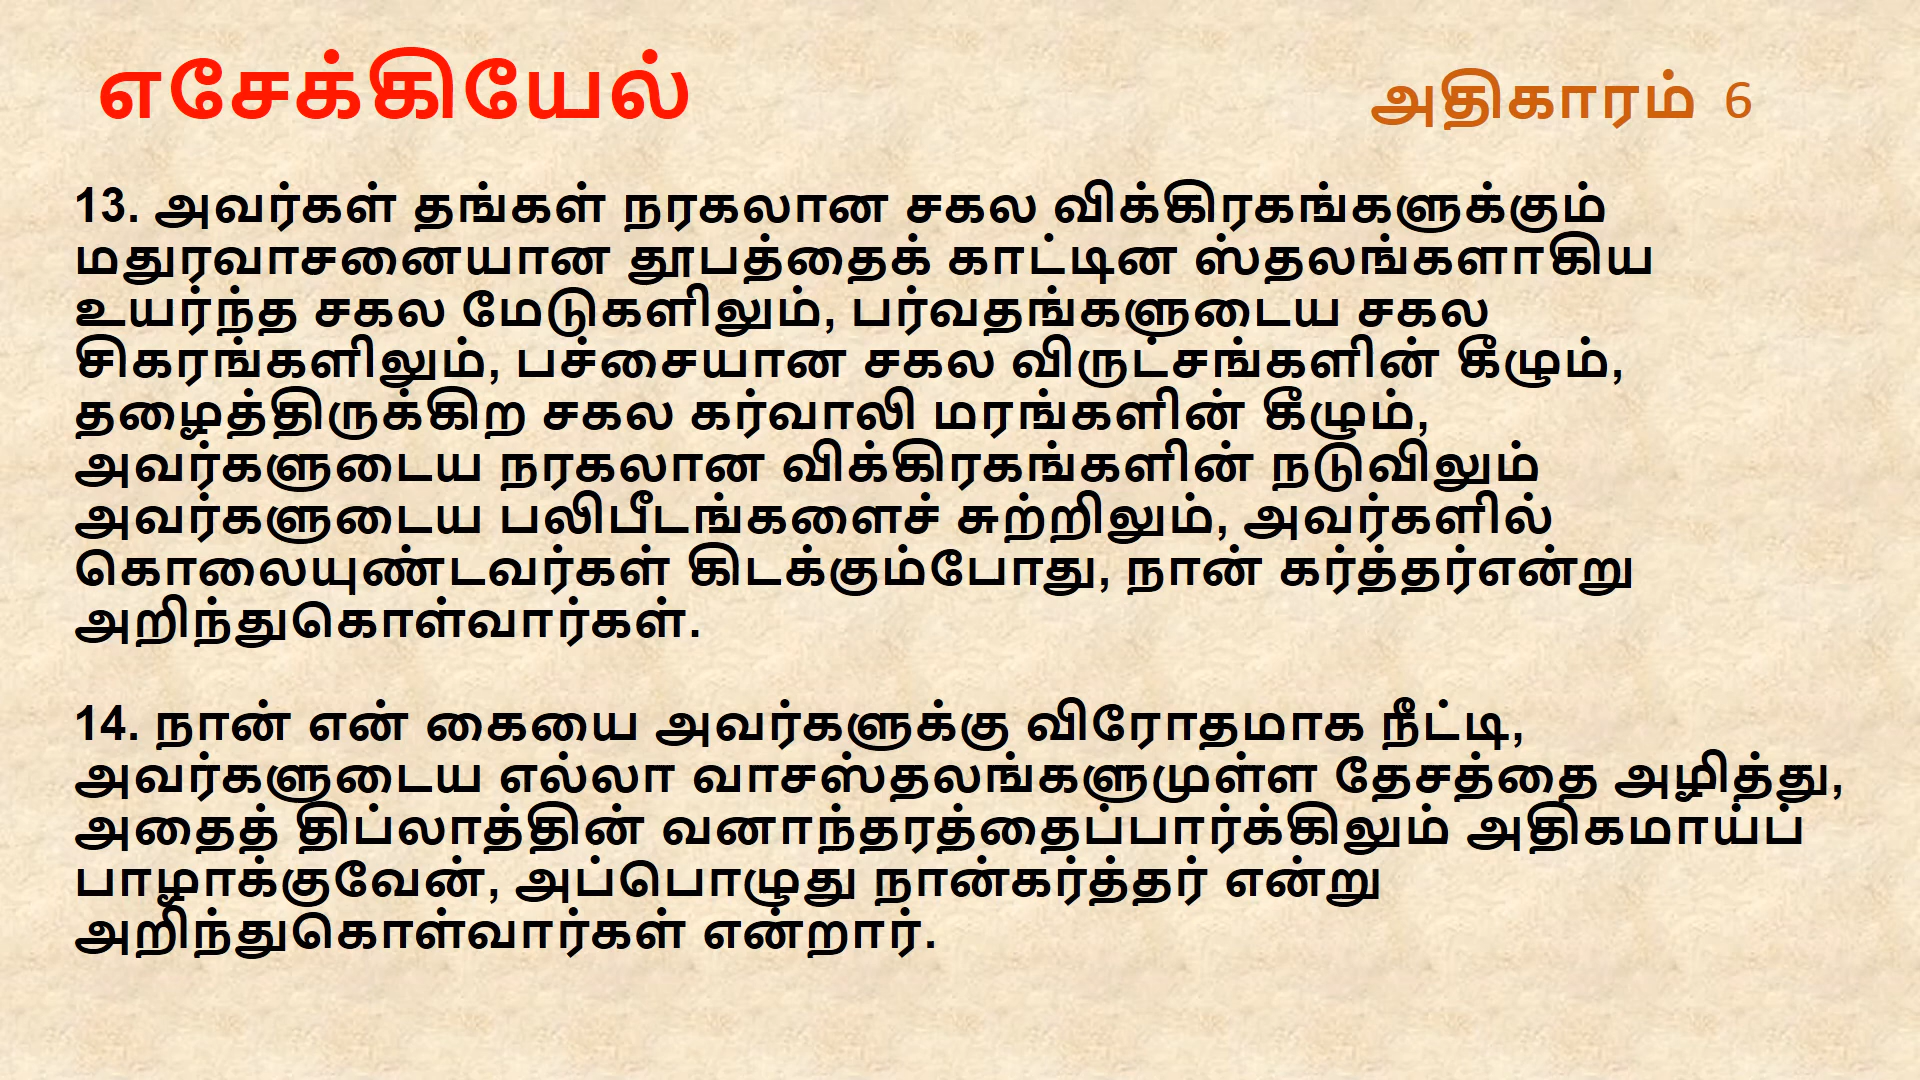 எசேக்கியேல்
அதிகாரம் 6
13. அவர்கள் தங்கள் நரகலான சகல விக்கிரகங்களுக்கும்
மதுரவாசனையான தூபத்தைக் காட்டின ஸ்தலங்களாகிய
உயர்ந்த சகல மேடுகளிலும், பர்வதங்களுடைய சகல
சிகரங்களிலும், பச்சையான சகல விருட்சங்களின் கீழும்,
தழைத்திருக்கிற சகல கர்வாலி மரங்களின் கீழும்,
அவர்களுடைய நரகலான விக்கிரகங்களின் நடுவிலும்
அவர்களுடைய பலிபீடங்களைச் சுற்றிலும், அவர்களில்
கொலையுண்டவர்கள் கிடக்கும்போது, நான் கர்த்தர்என்று
அறிந்துகொள்வார்கள்.
14. நான் என் கையை அவர்களுக்கு விரோதமாக நீட்டி,
அவர்களுடைய எல்லா வாசஸ்தலங்களுமுள்ள தேசத்தை அழித்து,
அதைத் திப்லாத்தின் வனாந்தரத்தைப்பார்க்கிலும் அதிகமாய்ப்
பாழாக்குவேன், அப்பொழுது நான்கர்த்தர் என்று
அறிந்துகொள்வார்கள் என்றார்.